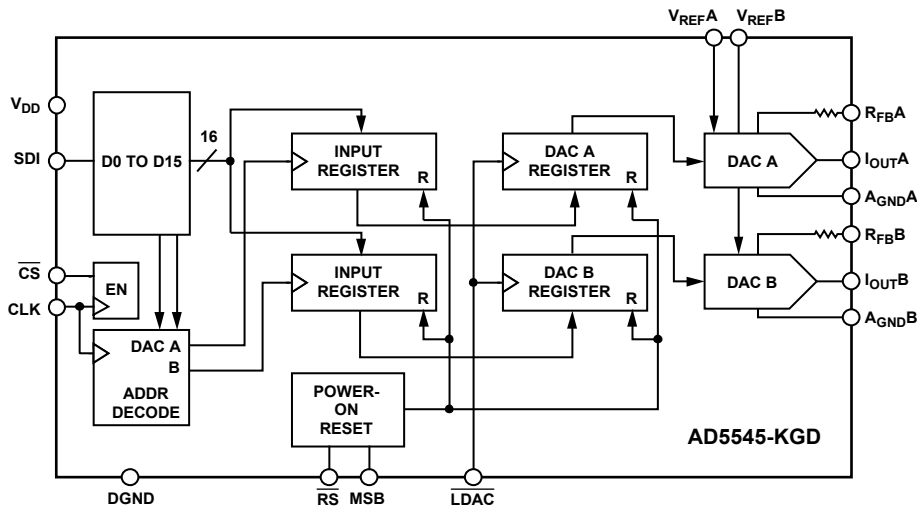 VREFA VREFB
VDD
16
RFBA
SDI
D0 TO D15
INPUT
REGISTER
R
DAC A
REGISTER
R
DAC A
IOUTA
AGNDA
RFBB
CS
EN
INPUT
REGISTER
R
DAC B
REGISTER
R
DAC B
IOUTB
CLK
AGNDB
DAC A
B
ADDR
DECODE
POWER-
ON
RESET
AD5545-KGD
DGND
RS MSB
LDAC